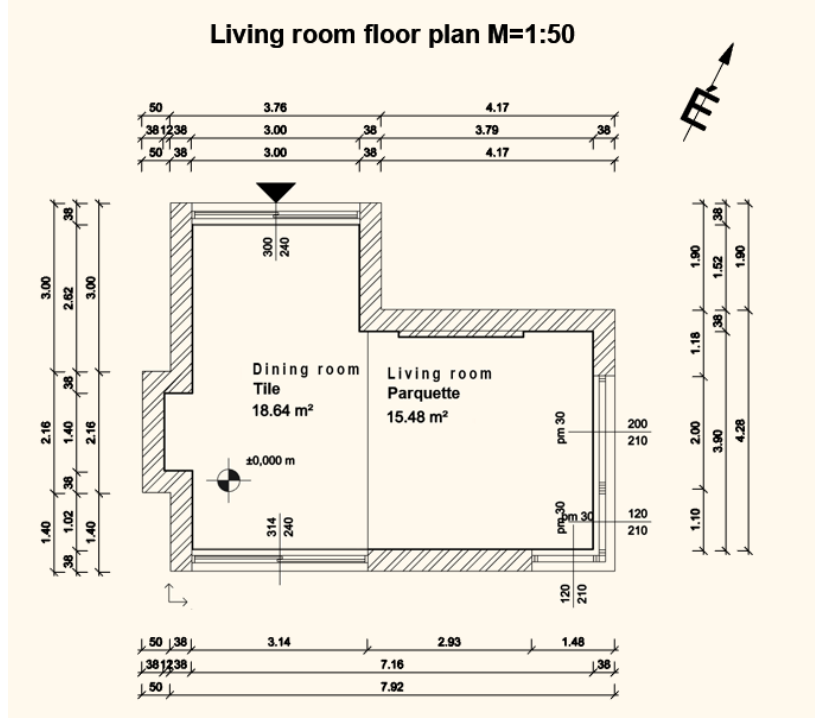 Living room floor plan M=1:50
É
50 3.76 4.17
38 12 38 3.00 38 3.79 38
50 38 3.00 38 4.17
3.00 2.16 1.40
38 2.62 38 1.40 38 1.02 38
3.00 2.16 1.40
300
240
Dining room
Tile
18.64 m²
Living room
Parquette
15.48 m²
±0,000 m
314
240
pm 30
200
210
pm 30
pm 30
120
210
120
210
1.90 1.18 2.00 1.10
38 1.52 38 3.90
1.90 4.28
50 38 3.14 2.93 1.48
38 12 38 7.16 38
50 7.92